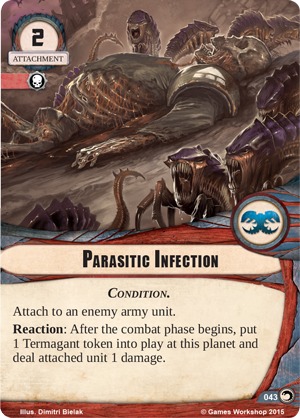 2
ATTACHMENT
PARASITIC INFECTION
CONDITION.
Attach to an enemy army unit.
Reaction: After the combat phase begins, put
1 Termagant token into play at this planet and
deal attached unit 1 damage.
043
Illus. Dimitri Bielak
© Games Workshop 2015